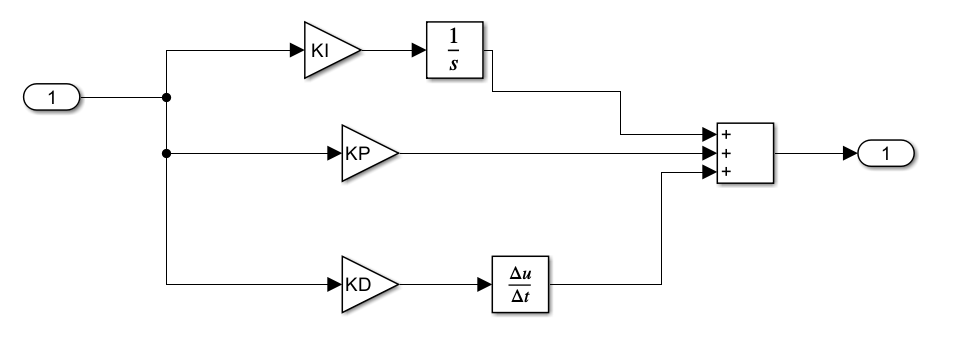 KI
1
s
1
+
KP
+
1
+
KD
Δu
Δt